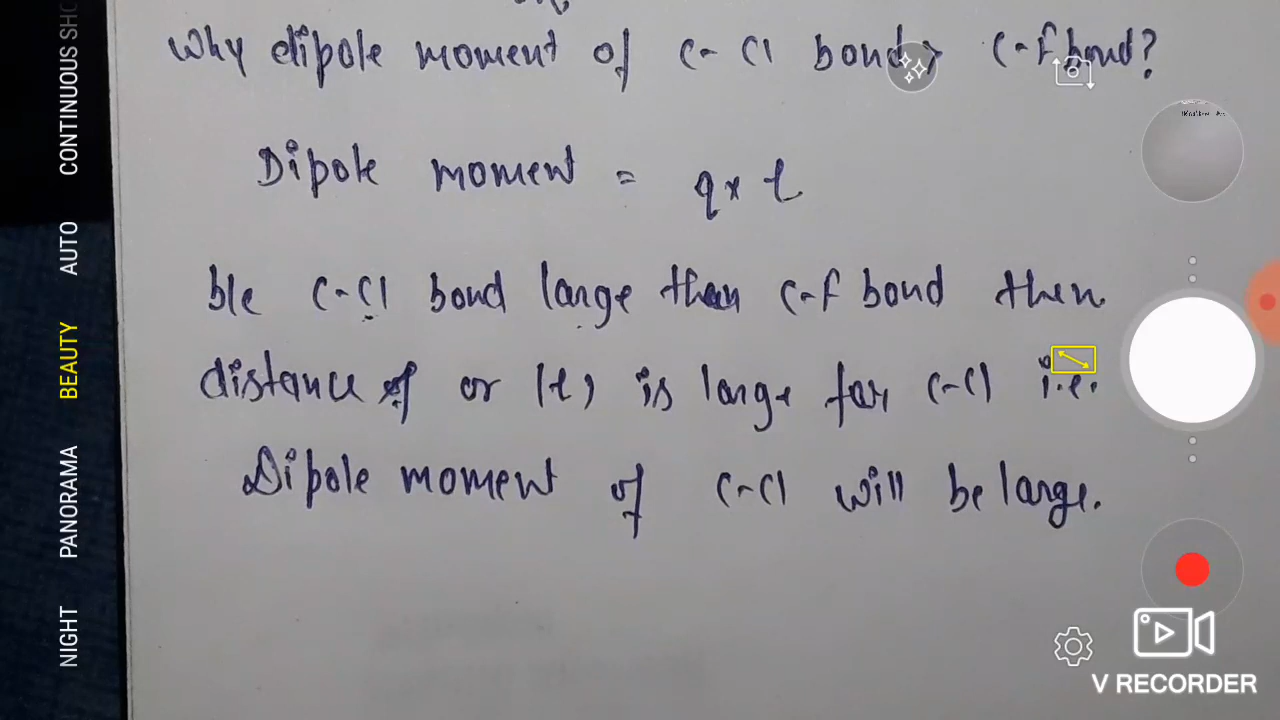 Why dipole moment of C-Cl bond > C-F bond?
Dipole moment = q × l
b/c C-Cl bond large than C-F bond then
distance of or (l) is large for C-Cl i.e.
Dipole moment of C-Cl will be large.
CONTINUOUS SHO
AUTO
BEAUTY
PANORAMA
NIGHT
V RECORDER